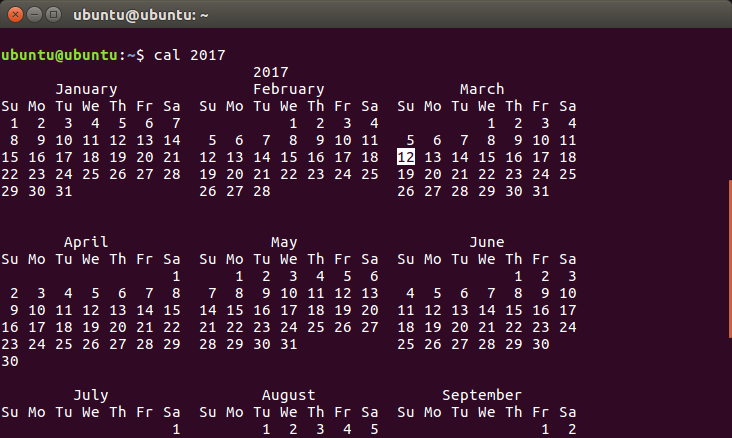 ubuntu@ubuntu: ~
ubuntu@ubuntu:~$ cal 2017
                            2017
      January               February               March
Su Mo Tu We Th Fr Sa  Su Mo Tu We Th Fr Sa  Su Mo Tu We Th Fr Sa
 1  2  3  4  5  6  7            1  2  3  4            1  2  3  4
 8  9 10 11 12 13 14   5  6  7  8  9 10 11   5  6  7  8  9 10 11
15 16 17 18 19 20 21  12 13 14 15 16 17 18  12 13 14 15 16 17 18
22 23 24 25 26 27 28  19 20 21 22 23 24 25  19 20 21 22 23 24 25
29 30 31              26 27 28              26 27 28 29 30 31
       April                  May                   June
Su Mo Tu We Th Fr Sa  Su Mo Tu We Th Fr Sa  Su Mo Tu We Th Fr Sa
                   1      1  2  3  4  5  6               1  2  3
 2  3  4  5  6  7  8   7  8  9 10 11 12 13   4  5  6  7  8  9 10
 9 10 11 12 13 14 15  14 15 16 17 18 19 20  11 12 13 14 15 16 17
16 17 18 19 20 21 22  21 22 23 24 25 26 27  18 19 20 21 22 23 24
23 24 25 26 27 28 29  28 29 30 31           25 26 27 28 29 30
30
        July                 August              September
Su Mo Tu We Th Fr Sa  Su Mo Tu We Th Fr Sa  Su Mo Tu We Th Fr Sa
                   1         1  2  3  4  5                  1  2